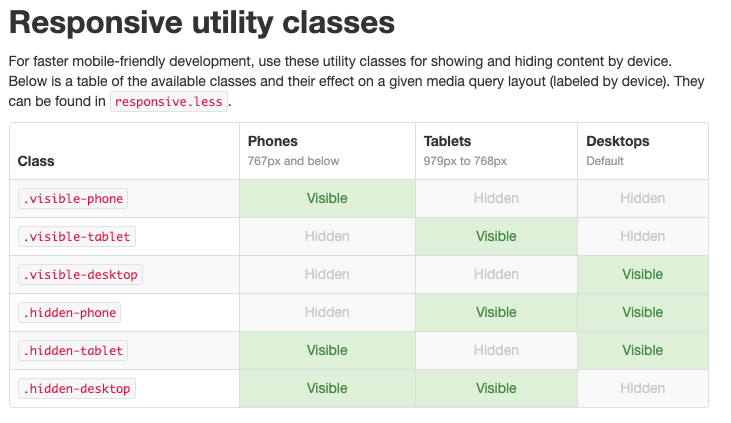 Responsive utility classes
For faster mobile-friendly development, use these utility classes for showing and hiding content by device.
Below is a table of the available classes and their effect on a given media query layout (labeled by device). They
can be found in responsive.less.
Class Phones 767px and below Tablets 979px to 768px Desktops Default
.visible-phone Visible Hidden Hidden
.visible-tablet Hidden Visible Hidden
.visible-desktop Hidden Hidden Visible
.hidden-phone Hidden Visible Visible
.hidden-tablet Visible Hidden Visible
.hidden-desktop Visible Visible Hidden